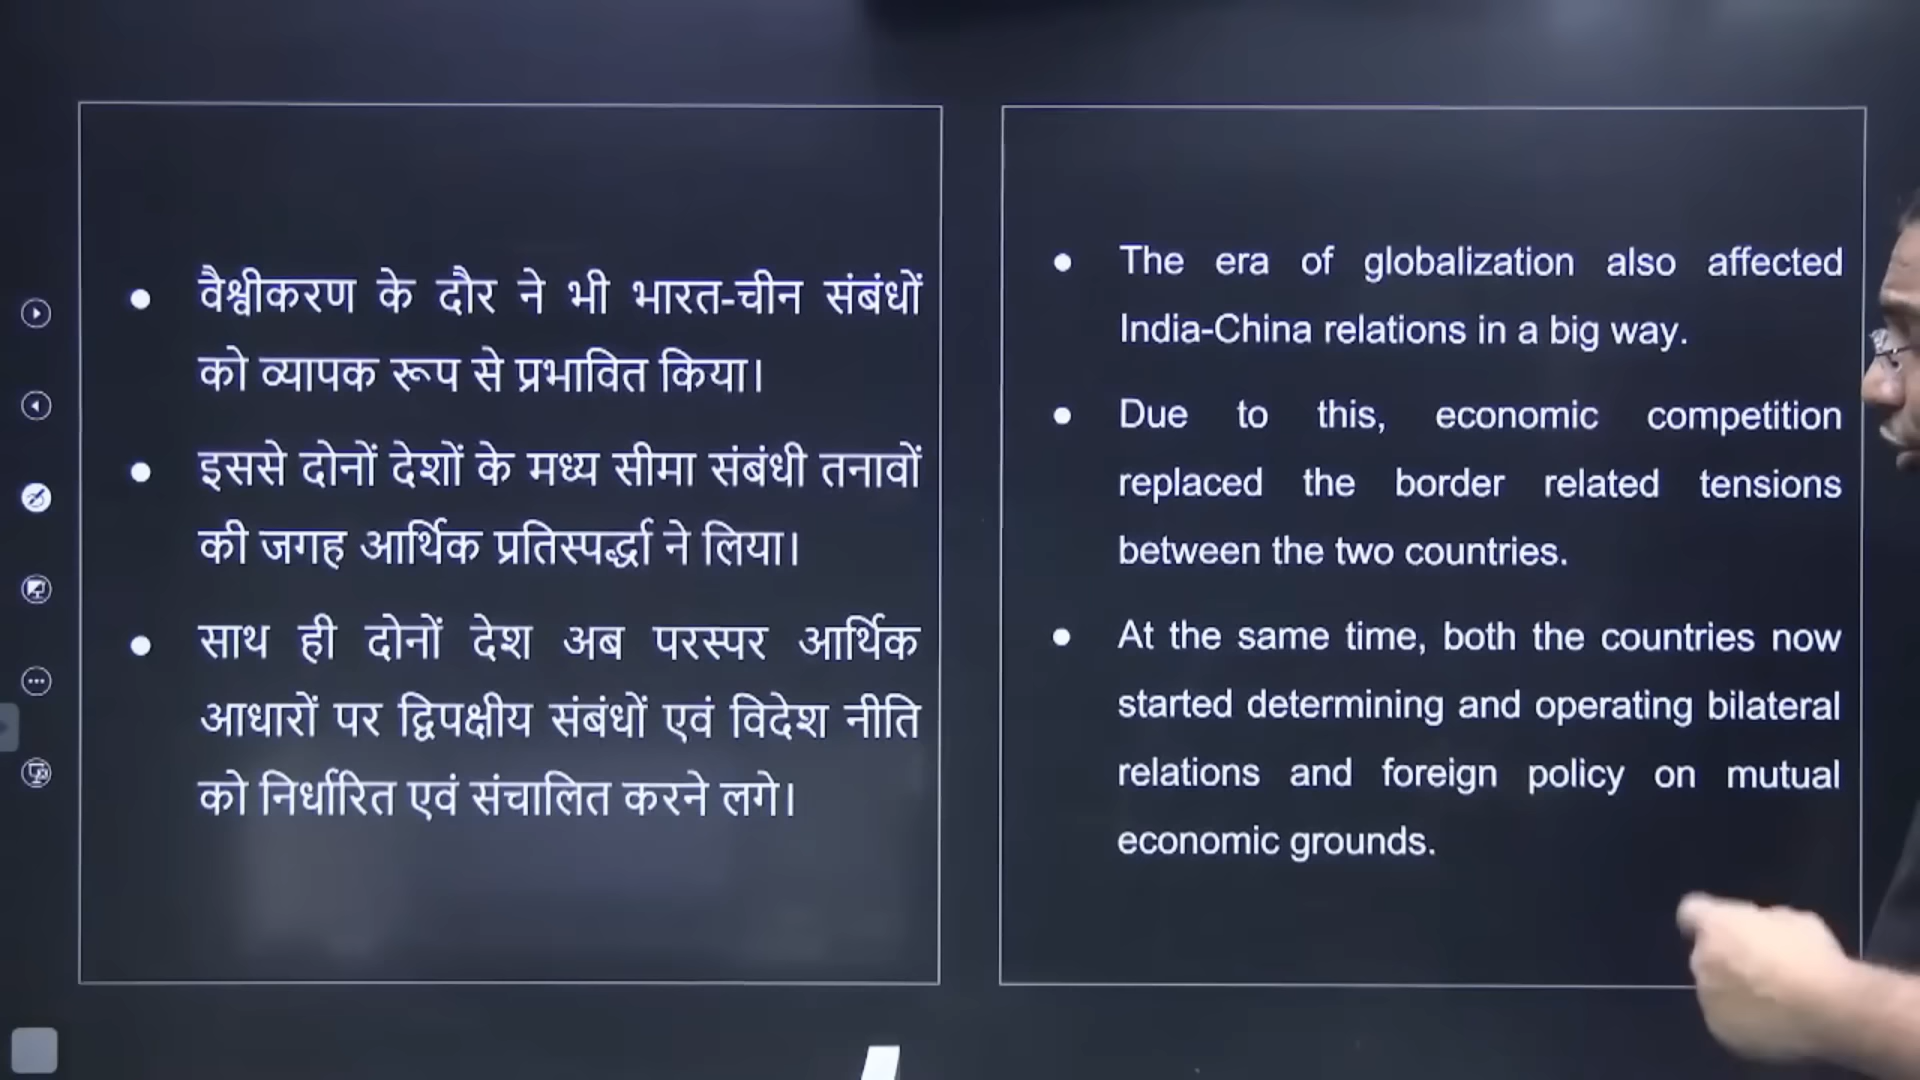 वैश्वीकरण के दौर ने भी भारत-चीन संबंधों
को व्यापक रूप से प्रभावित किया।
इससे दोनों देशों के मध्य सीमा संबंधी तनावों
की जगह आर्थिक प्रतिस्पर्द्धा ने लिया।
साथ ही दोनों देश अब परस्पर आर्थिक
आधारों पर द्विपक्षीय संबंधों एवं विदेश नीति
को निर्धारित एवं संचालित करने लगे।
The era of globalization also affected
India-China relations in a big way.
Due to this, economic competition
replaced the border related tensions
between the two countries.
At the same time, both the countries now
started determining and operating bilateral
relations and foreign policy on mutual
economic grounds.